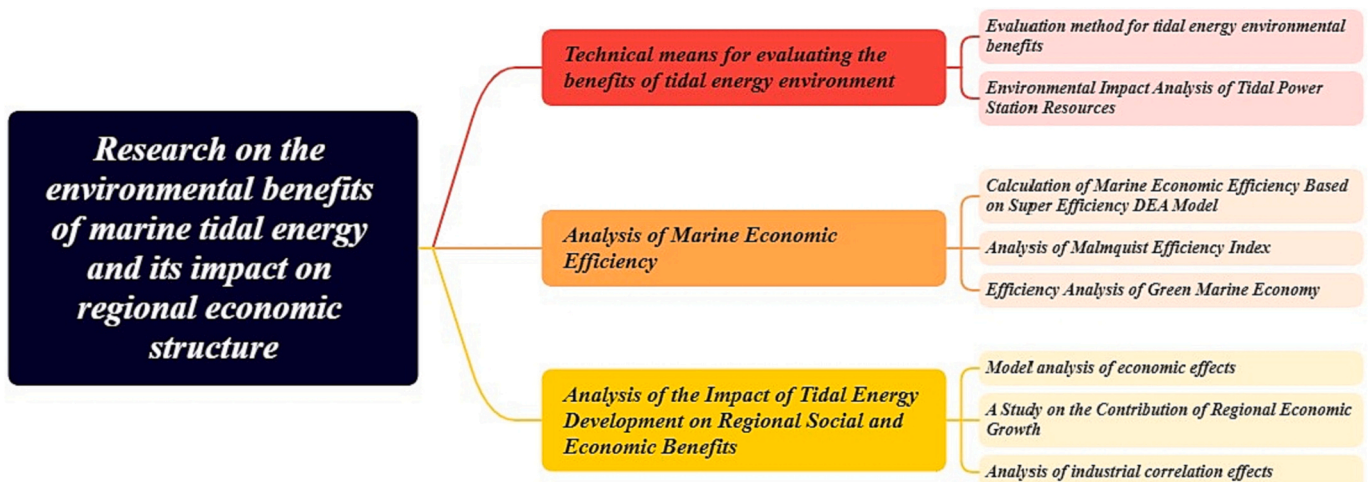 Research on the
environmental benefits
of marine tidal energy
and its impact on
regional economic
structure
Technical means for evaluating the
benefits of tidal energy environment
Evaluation method for tidal energy environmental
benefits
Environmental Impact Analysis of Tidal Power
Station Resources
Analysis of Marine Economic
Efficiency
Calculation of Marine Economic Efficiency Based
on Super Efficiency DEA Model
Analysis of Malmquist Efficiency Index
Efficiency Analysis of Green Marine Economy
Analysis of the Impact of Tidal Energy
Development on Regional Social and
Economic Benefits
Model analysis of economic effects
A Study on the Contribution of Regional Economic
Growth
Analysis of industrial correlation effects